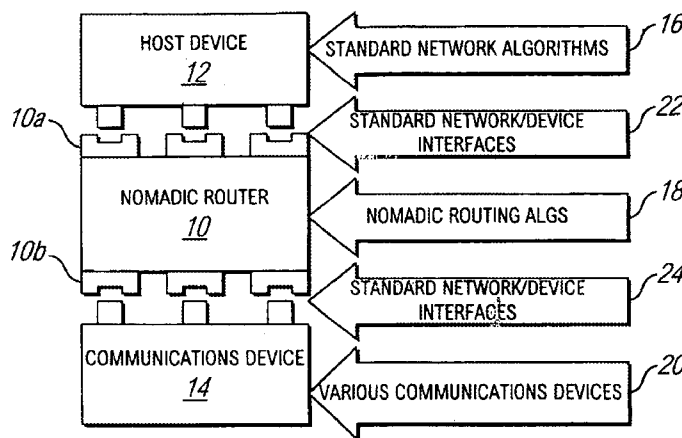 HOST DEVICE
12
STANDARD NETWORK ALGORITHMS
16
10a
STANDARD NETWORK/DEVICE
INTERFACES
22
NOMADIC ROUTER
10
NOMADIC ROUTING ALGS
18
10b
STANDARD NETWORK/DEVICE
INTERFACES
24
COMMUNICATIONS DEVICE
14
VARIOUS COMMUNICATIONS DEVICES
20